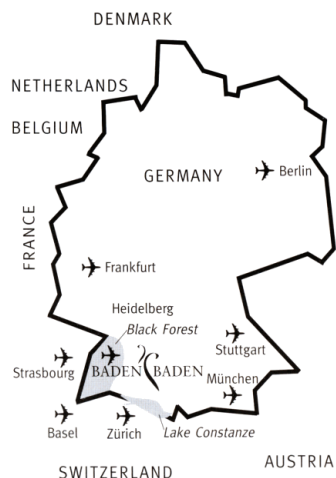 DENMARK
NETHERLANDS
BELGIUM
GERMANY
Berlin
FRANCE
Frankfurt
Heidelberg
Black Forest
BADEN BADEN
Stuttgart
Strasbourg
München
Basel
Zürich
Lake Constanze
SWITZERLAND
AUSTRIA